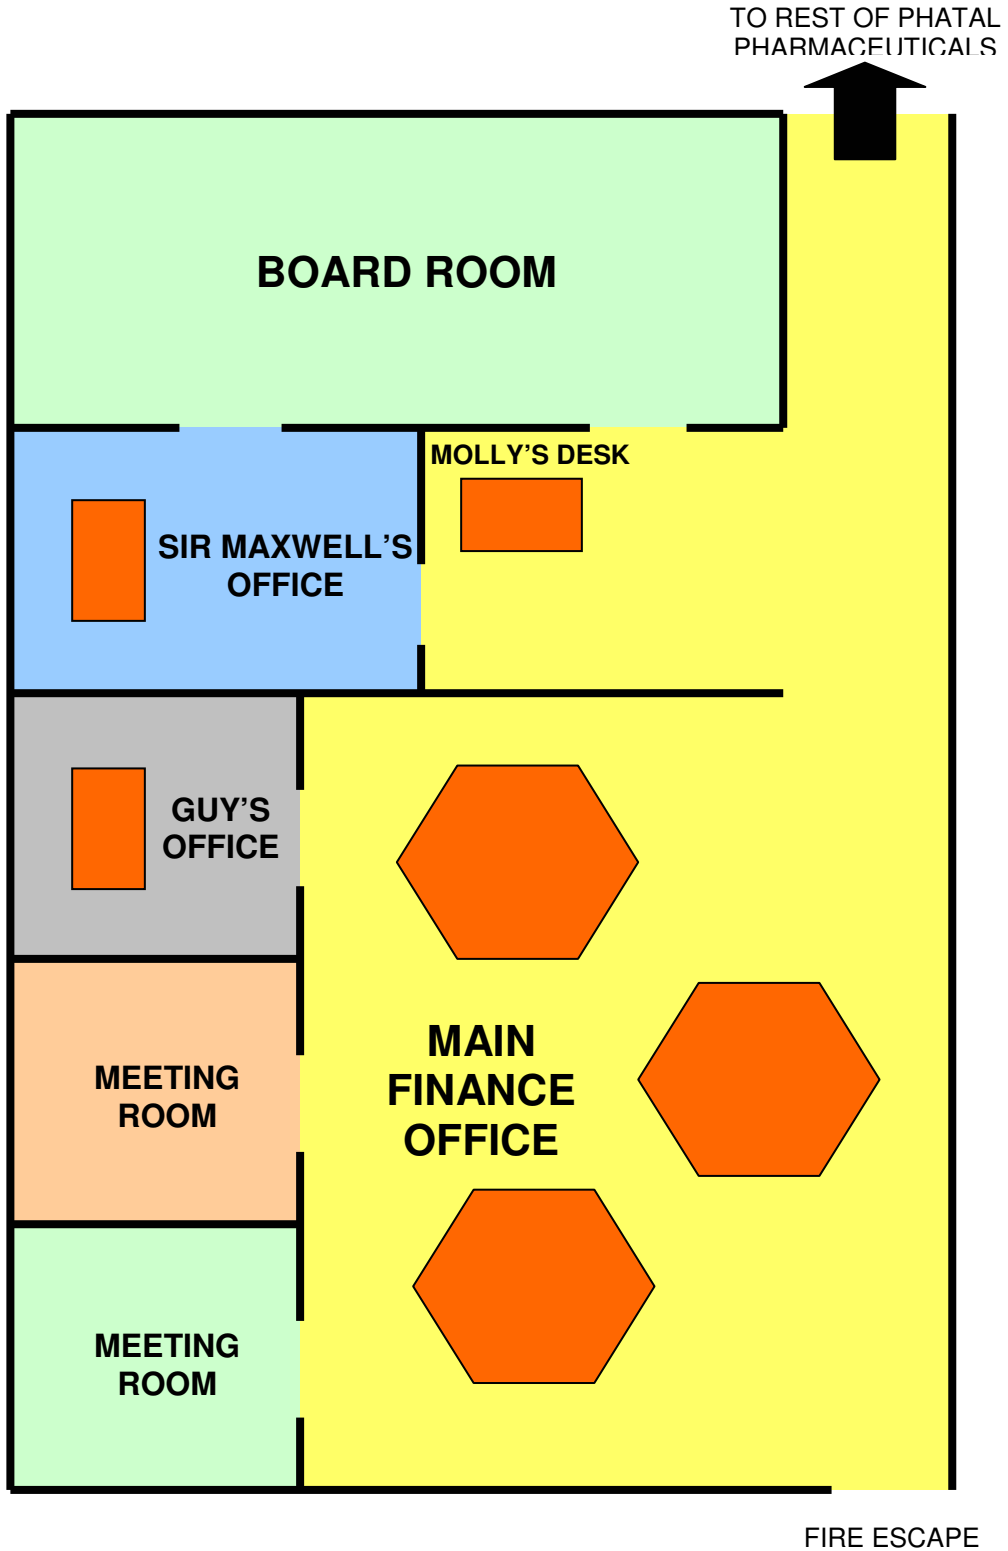 TO REST OF PHATAL
PHARMACEUTICALS
BOARD ROOM
MOLLY'S DESK
SIR MAXWELL'S
OFFICE
GUY'S
OFFICE
MAIN
FINANCE
OFFICE
MEETING
ROOM
MEETING
ROOM
FIRE ESCAPE